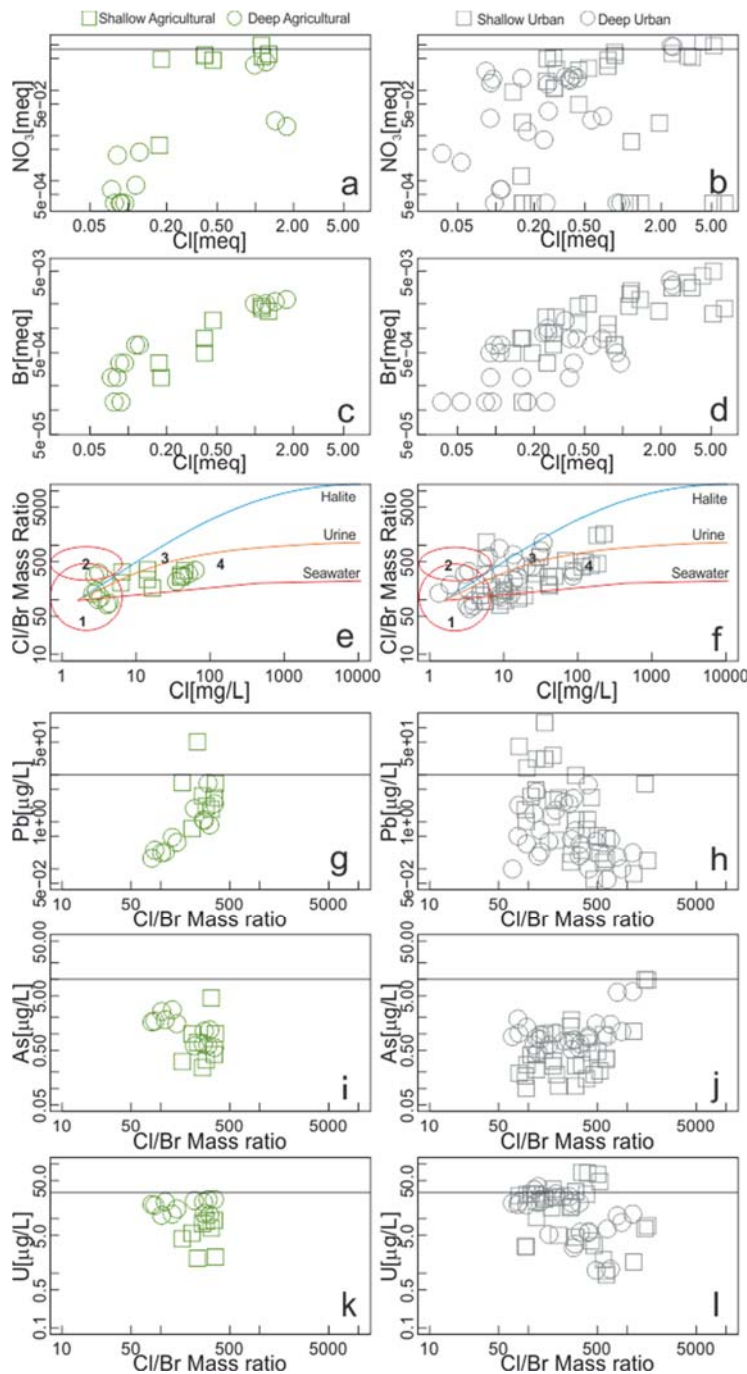 Shallow Agricultural Deep Agricultural Shallow Urban Deep Urban
NO3[meq] 5e-02 5e-04 a
0.05 0.20 1.00 5.00
Cl[meq]
NO3[meq] 5e-02 5e-04 b
0.05 0.20 0.50 2.00 5.00
Cl[meq]
Br[meq] 5e-03 5e-04 5e-05 c
0.05 0.20 1.00 5.00
Cl[meq]
Br[meq] 5e-03 5e-04 5e-05 d
0.05 0.20 0.50 2.00 5.00
Cl[meq]
Cl/Br Mass Ratio 5000 500 50 10 e
Halite
Urine
Seawater
1 2 3 4
1 10 100 1000 10000
Cl[mg/L]
Cl/Br Mass Ratio 5000 500 50 10 f
Halite
Urine
Seawater
1 2 3 4
1 10 100 1000 10000
Cl[mg/L]
Pb[µg/L] 5e+01 1e+00 5e-02 g
10 50 500 5000
Cl/Br Mass ratio
Pb[µg/L] 5e+01 1e+00 5e-02 h
10 50 500 5000
Cl/Br Mass ratio
As[µg/L] 50.00 5.00 0.50 0.05 i
10 50 500 5000
Cl/Br Mass ratio
As[µg/L] 50.00 5.00 0.50 0.05 j
10 50 500 5000
Cl/Br Mass ratio
U[µg/L] 50.0 5.0 0.5 0.1 k
10 50 500 5000
Cl/Br Mass ratio
U[µg/L] 50.0 5.0 0.5 0.1 l
10 50 500 5000
Cl/Br Mass ratio